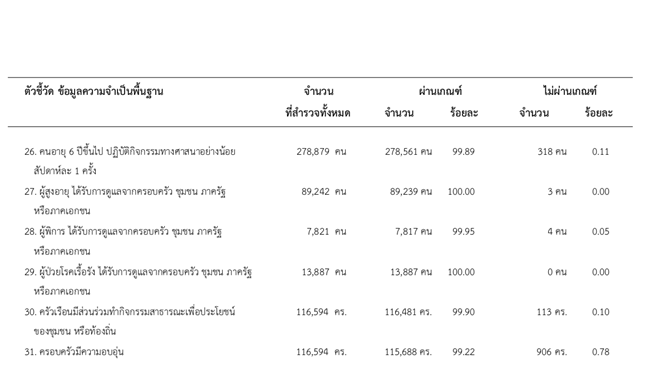 ตัวชี้วัด ข้อมูลความจำเป็นพื้นฐาน จำนวน ผ่านเกณฑ์ ไม่ผ่านเกณฑ์
ที่สำรวจทั้งหมด จำนวน ร้อยละ จำนวน ร้อยละ
26. คนอายุ 6 ปีขึ้นไป ปฏิบัติกิจกรรมทางศาสนาอย่างน้อย 278,879 คน 278,561 คน 99.89 318 คน 0.11
สัปดาห์ละ 1 ครั้ง
27. ผู้สูงอายุ ได้รับการดูแลจากครอบครัว ชุมชน ภาครัฐ 89,242 คน 89,239 คน 100.00 3 คน 0.00
หรือภาคเอกชน
28. ผู้พิการ ได้รับการดูแลจากครอบครัว ชุมชน ภาครัฐ 7,821 คน 7,817 คน 99.95 4 คน 0.05
หรือภาคเอกชน
29. ผู้ป่วยโรคเรื้อรัง ได้รับการดูแลจากครอบครัว ชุมชน ภาครัฐ 13,887 คน 13,887 คน 100.00 0 คน 0.00
หรือภาคเอกชน
30. ครัวเรือนมีส่วนร่วมทำกิจกรรมสาธารณะเพื่อประโยชน์ 116,594 คร. 116,481 คร. 99.90 113 คร. 0.10
ของชุมชน หรือท้องถิ่น
31. ครอบครัวมีความอบอุ่น 116,594 คร. 115,688 คร. 99.22 906 คร. 0.78